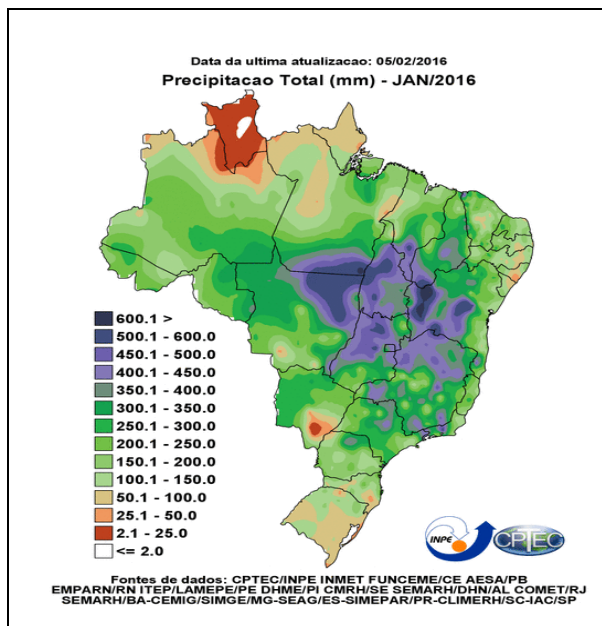 Data da ultima atualizacao: 05/02/2016
Precipitacao Total (mm) - JAN/2016
600.1 >
500.1 - 600.0
450.1 - 500.0
400.1 - 450.0
350.1 - 400.0
300.1 - 350.0
250.1 - 300.0
200.1 - 250.0
150.1 - 200.0
100.1 - 150.0
50.1 - 100.0
25.1 - 50.0
2.1 - 25.0
<= 2.0
INPE
CPTEC
Fontes de dados: CPTEC/INPE INMET FUNCEME/CE AESA/PB
EMPARN/RN ITEP/LAMEPE/PE DHME/PI CMRH/SE SEMARH/DHN/AL COMET/RJ
SEMARH/BA-CEMIG/SIMGE/MG-SEAG/ES-SIMEPAR/PR-CLIMERH/SC-IAC/SP